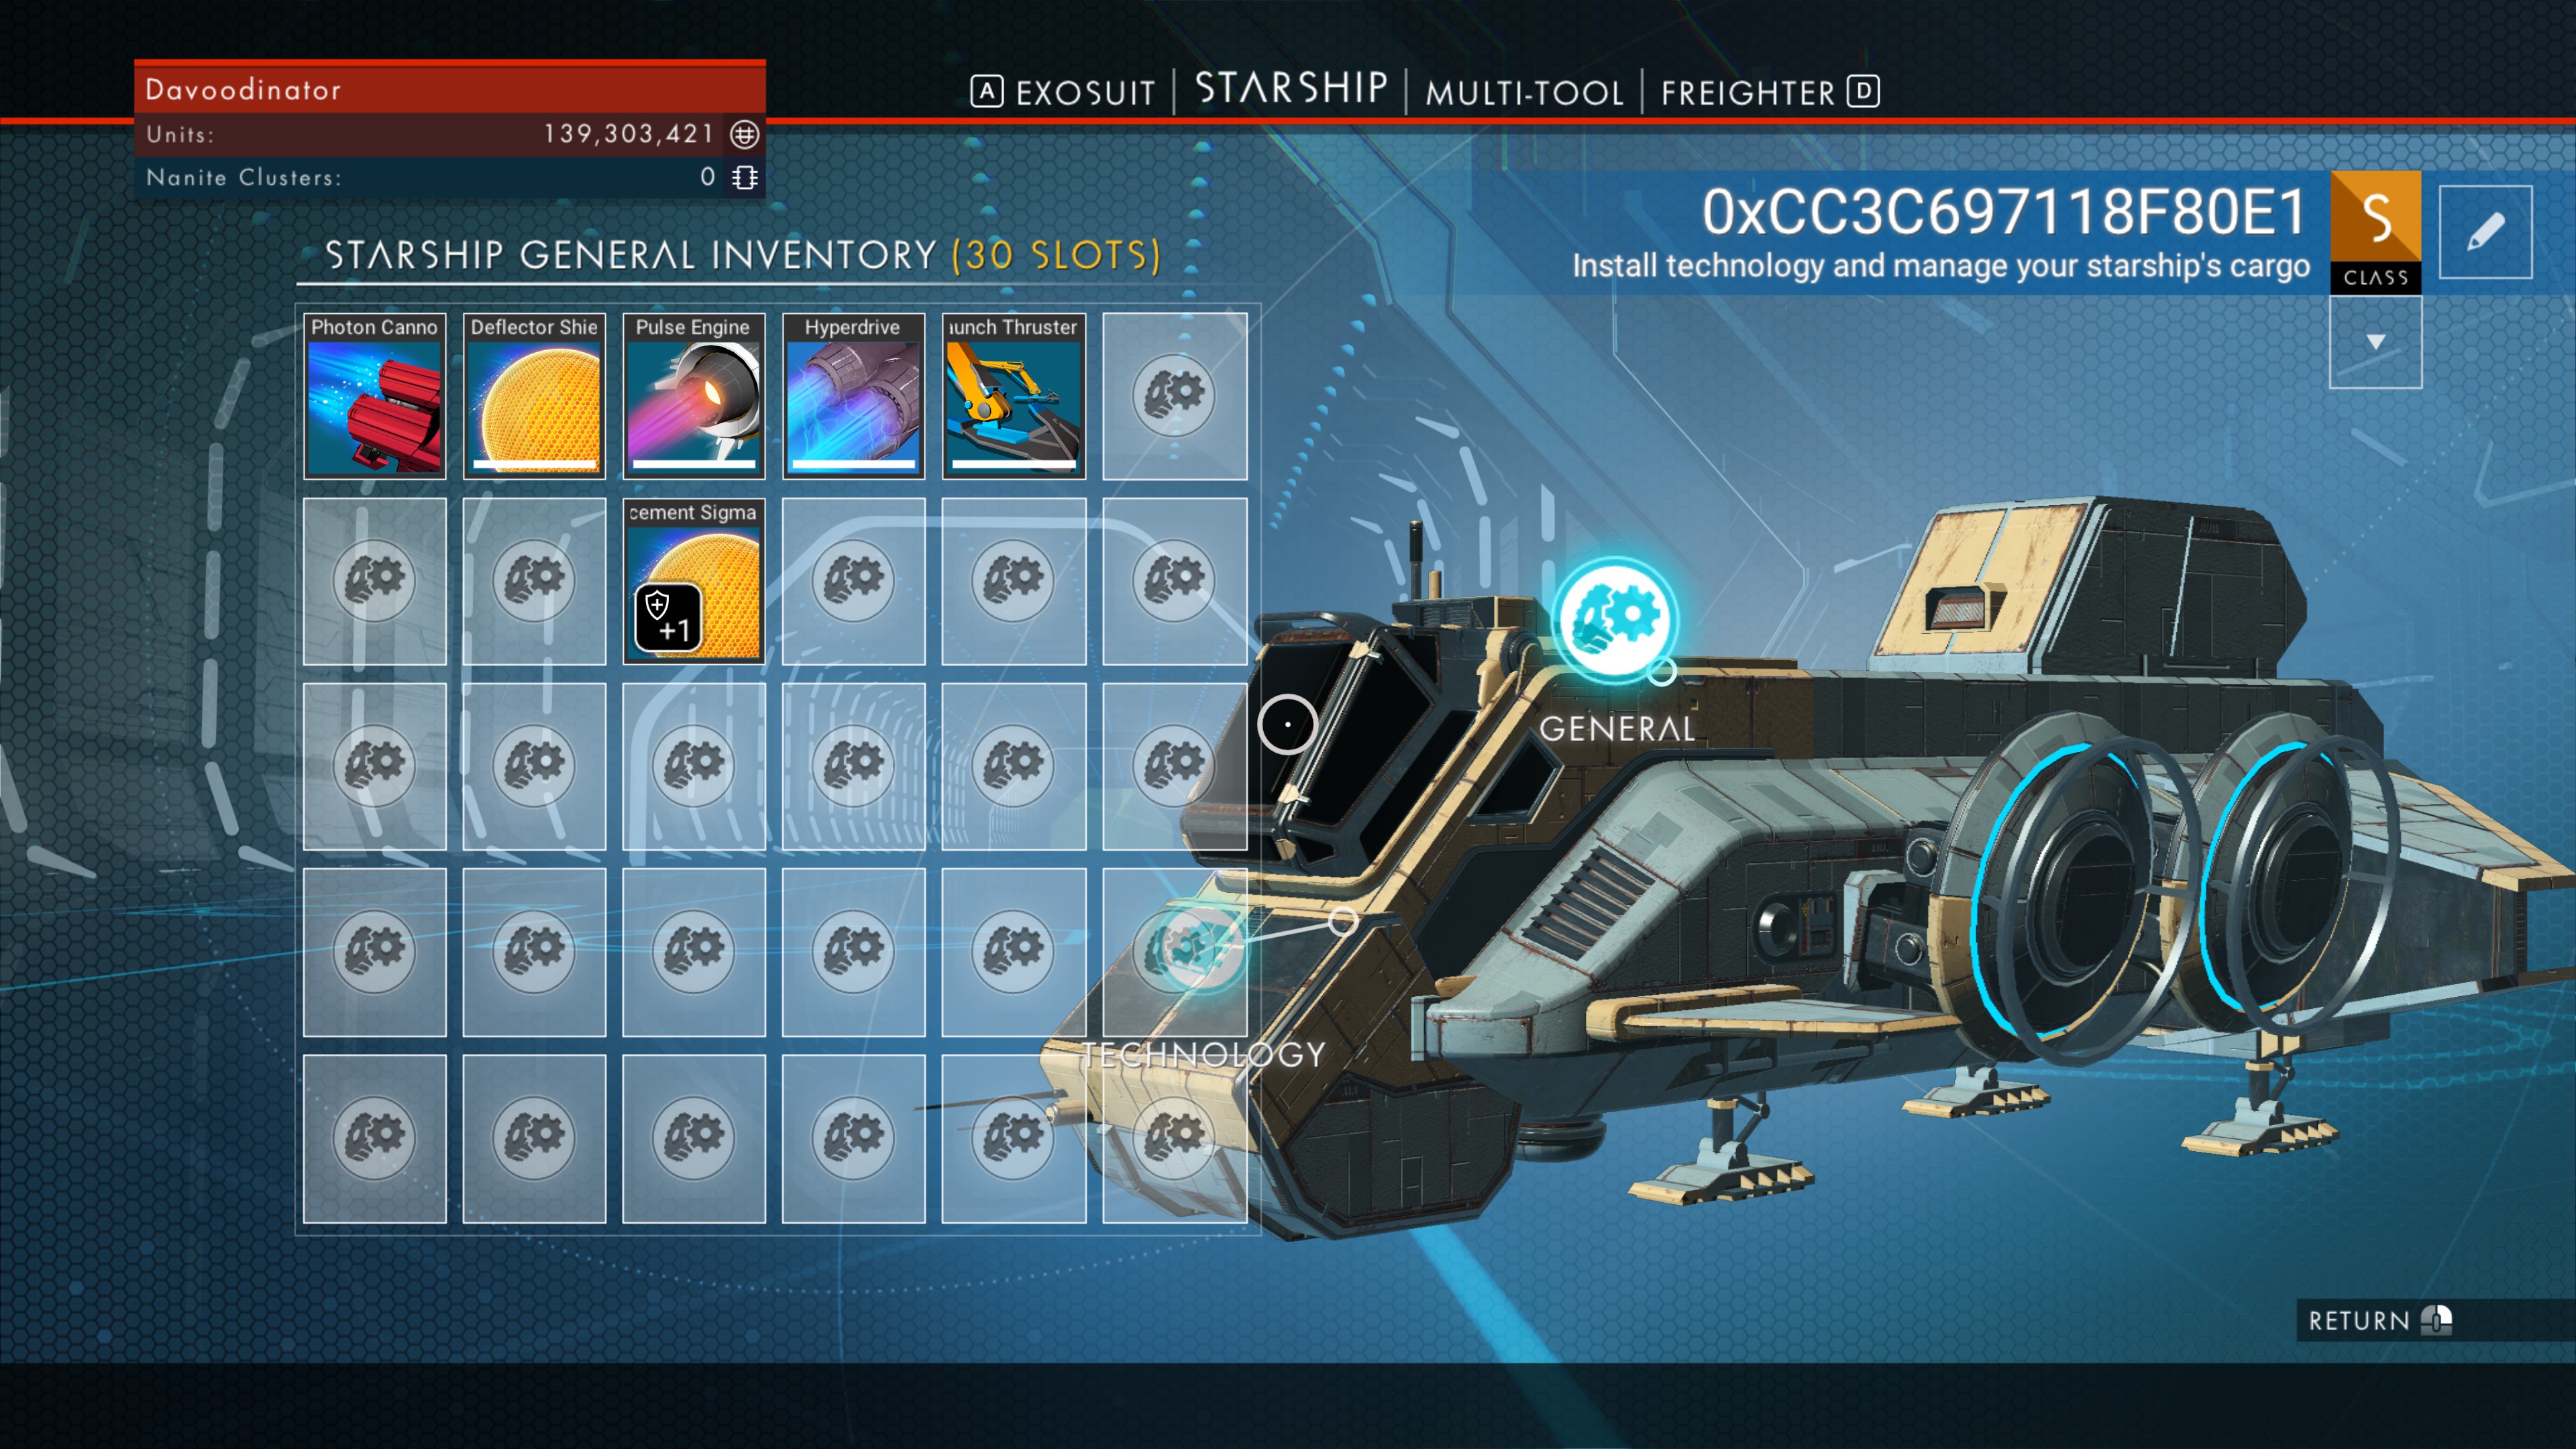 Davoodinator
Units: 139,303,421
Nanite Clusters: 0
A EXOSUIT STARSHIP MULTI-TOOL FREIGHTER D
0xCC3C697118F80E1
Install technology and manage your starship's cargo
S
CLASS
STARSHIP GENERAL INVENTORY (30 SLOTS)
Photon Canno Deflector Shie Pulse Engine Hyperdrive aunch Thruster
cement Sigma
+1
GENERAL
TECHNOLOGY
RETURN